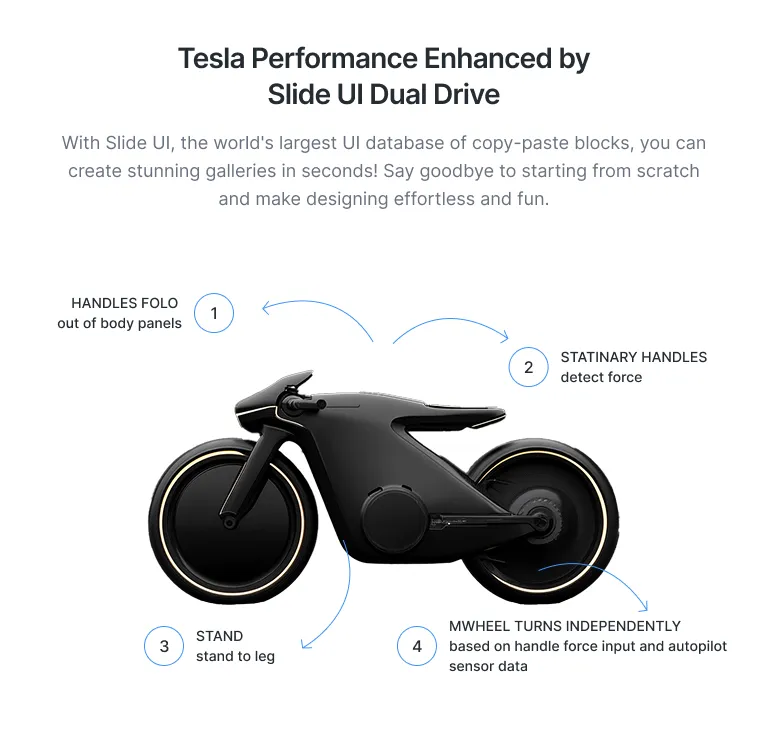 Tesla Performance Enhanced by
Slide UI Dual Drive
With Slide UI, the world's largest UI database of copy-paste blocks, you can
create stunning galleries in seconds! Say goodbye to starting from scratch
and make designing effortless and fun.
HANDLES FOLO
out of body panels
1
2
STATINARY HANDLES
detect force
3
STAND
stand to leg
4
MWHEEL TURNS INDEPENDENTLY
based on handle force input and autopilot
sensor data